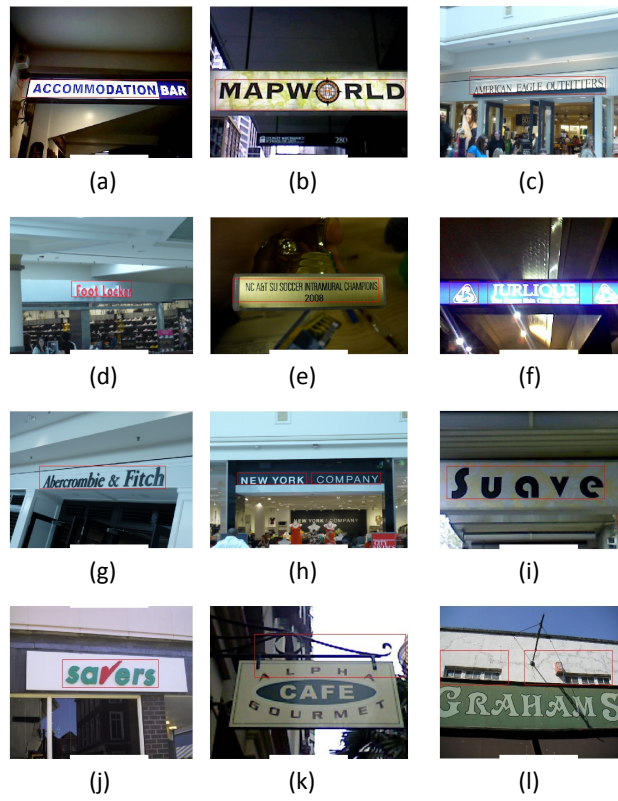 ACCOMMODATION BAR
MAPWORLD
280
AMERICAN EAGLE OUTFITTERS
(a)
(b)
(c)
Foot Locker
NC A&T SU SOCCER INTRAMURAL CHAMPIONS
2008
JURLIQUE
(d)
(e)
(f)
Abercrombie & Fitch
NEW YORK COMPANY
NEW YORK & COMPANY
Suave
(g)
(h)
(i)
savers
ALPHA
CAFE
GOURMET
GRAHAMS
(j)
(k)
(l)